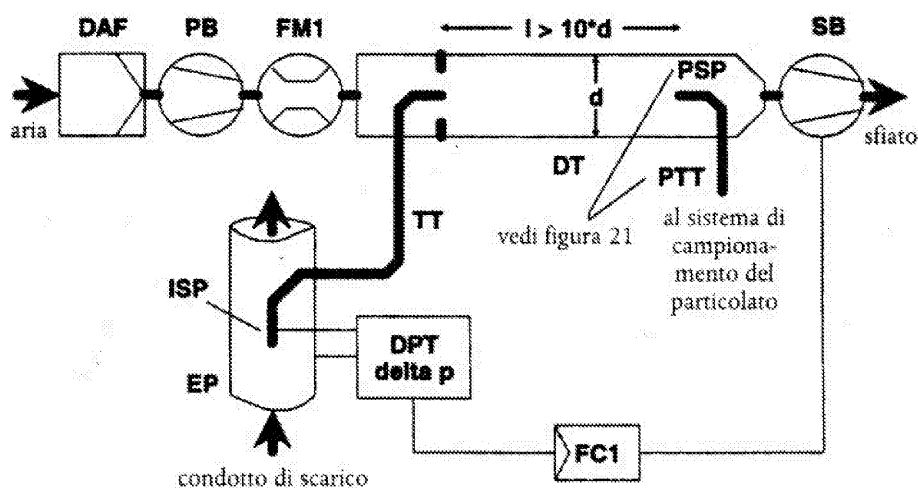 DAF
PB
FM1
l > 10*d
SB
aria
d
PSP
sfiato
DT
PTT
TT
vedi figura 21
al sistema di
campiona-
mento del
particolato
ISP
DPT
delta p
EP
FC1
condotto di scarico